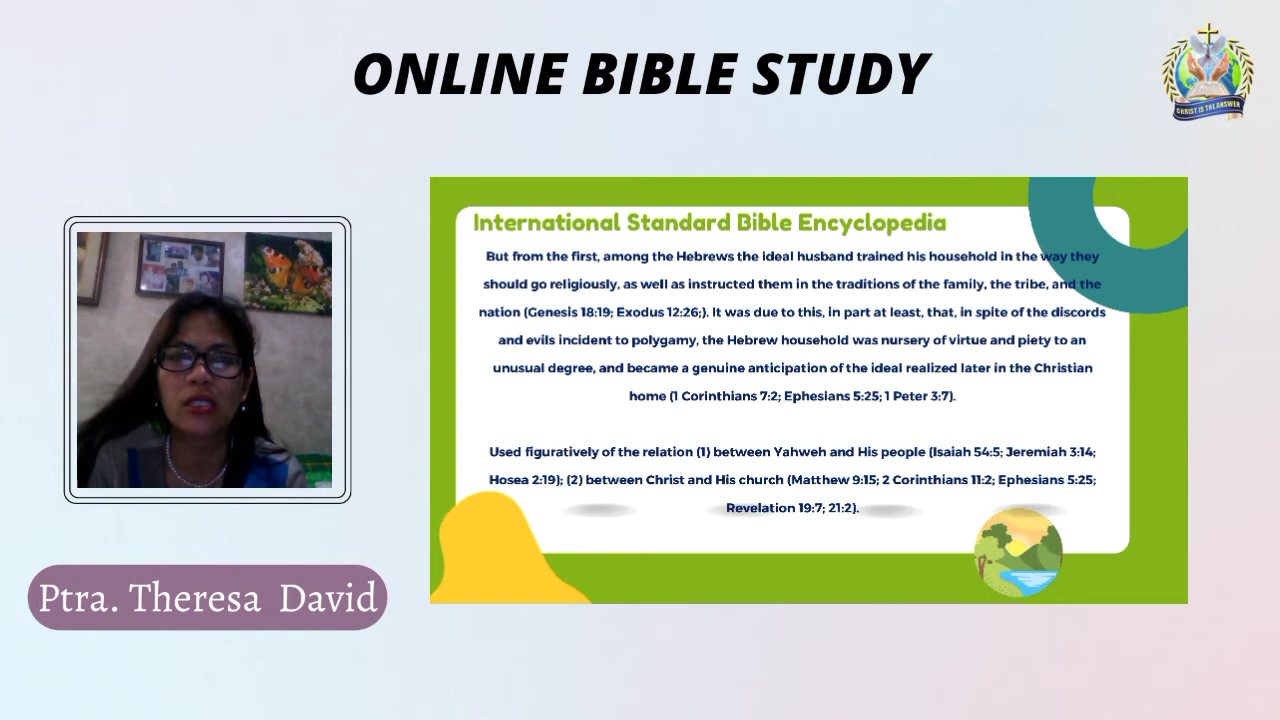 ONLINE BIBLE STUDY
CHRIST IS THE ANSWER
International Standard Bible Encyclopedia
But from the first, among the Hebrews the ideal husband trained his household in the way they
should go religiously, as well as instructed them in the traditions of the family, the tribe, and the
nation (Genesis 18:19; Exodus 12:26;). It was due to this, in part at least, that, in spite of the discords
and evils incident to polygamy, the Hebrew household was nursery of virtue and piety to an
unusual degree, and became a genuine anticipation of the ideal realized later in the Christian
home (1 Corinthians 7:2; Ephesians 5:25; 1 Peter 3:7).
Used figuratively of the relation (1) between Yahweh and His people (Isaiah 54:5; Jeremiah 3:14;
Hosea 2:19); (2) between Christ and His church (Matthew 9:15; 2 Corinthians 11:2; Ephesians 5:25;
Revelation 19:7; 21:2).
Ptra. Theresa David